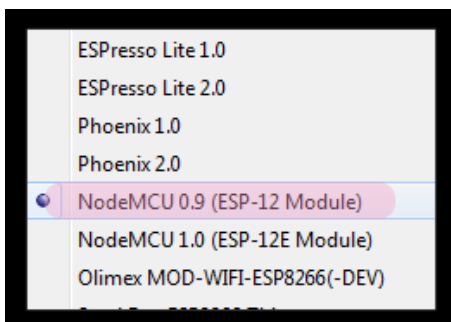 ESPresso Lite 1.0
ESPresso Lite 2.0
Phoenix 1.0
Phoenix 2.0
NodeMCU 0.9 (ESP-12 Module)
NodeMCU 1.0 (ESP-12E Module)
Olimex MOD-WIFI-ESP8266(-DEV)